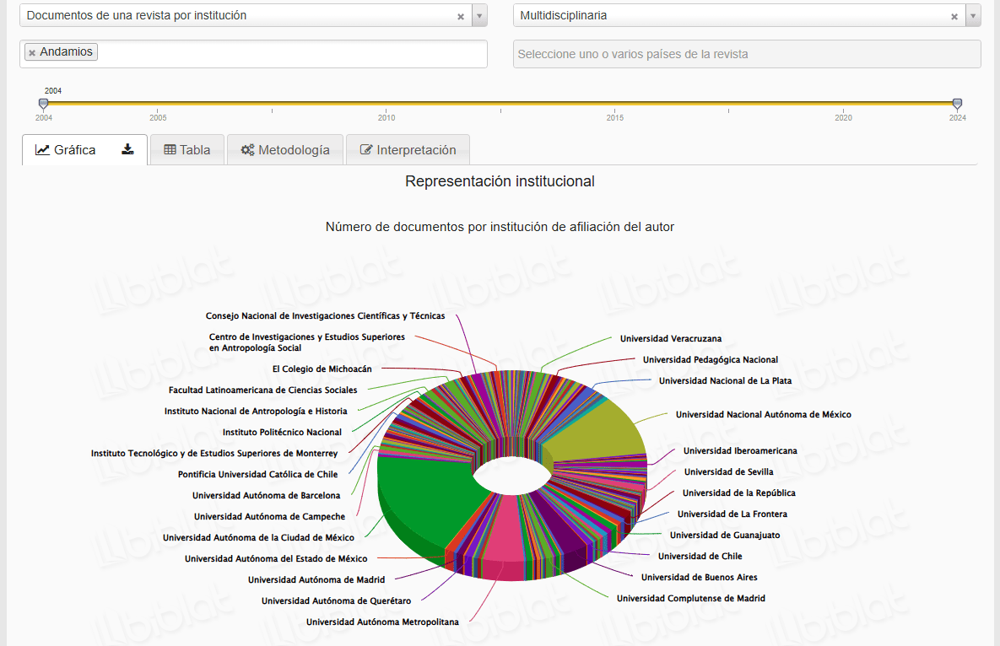 Documentos de una revista por institución
Multidisciplinaria
Andamios
Seleccione uno o varios países de la revista
2004
2004 2005 2010 2015 2020 2024
Gráfica Tabla Metodología Interpretación
Representación institucional
Número de documentos por institución de afiliación del autor
biblat biblat biblat biblat biblat
Consejo Nacional de Investigaciones Científicas y Técnicas
Centro de Investigaciones y Estudios Superiores
en Antropología Social
El Colegio de Michoacán
Facultad Latinoamericana de Ciencias Sociales
Instituto Nacional de Antropología e Historia
Instituto Politécnico Nacional
Instituto Tecnológico y de Estudios Superiores de Monterrey
Pontificia Universidad Católica de Chile
Universidad Autónoma de Barcelona
Universidad Autónoma de Campeche
Universidad Autónoma de la Ciudad de México
Universidad Autónoma del Estado de México
Universidad Autónoma de Madrid
Universidad Autónoma de Querétaro
Universidad Autónoma Metropolitana
Universidad Veracruzana
Universidad Pedagógica Nacional
Universidad Nacional de La Plata
Universidad Nacional Autónoma de México
Universidad Iberoamericana
Universidad de Sevilla
Universidad de la República
Universidad de La Frontera
Universidad de Guanajuato
Universidad de Chile
Universidad de Buenos Aires
Universidad Complutense de Madrid